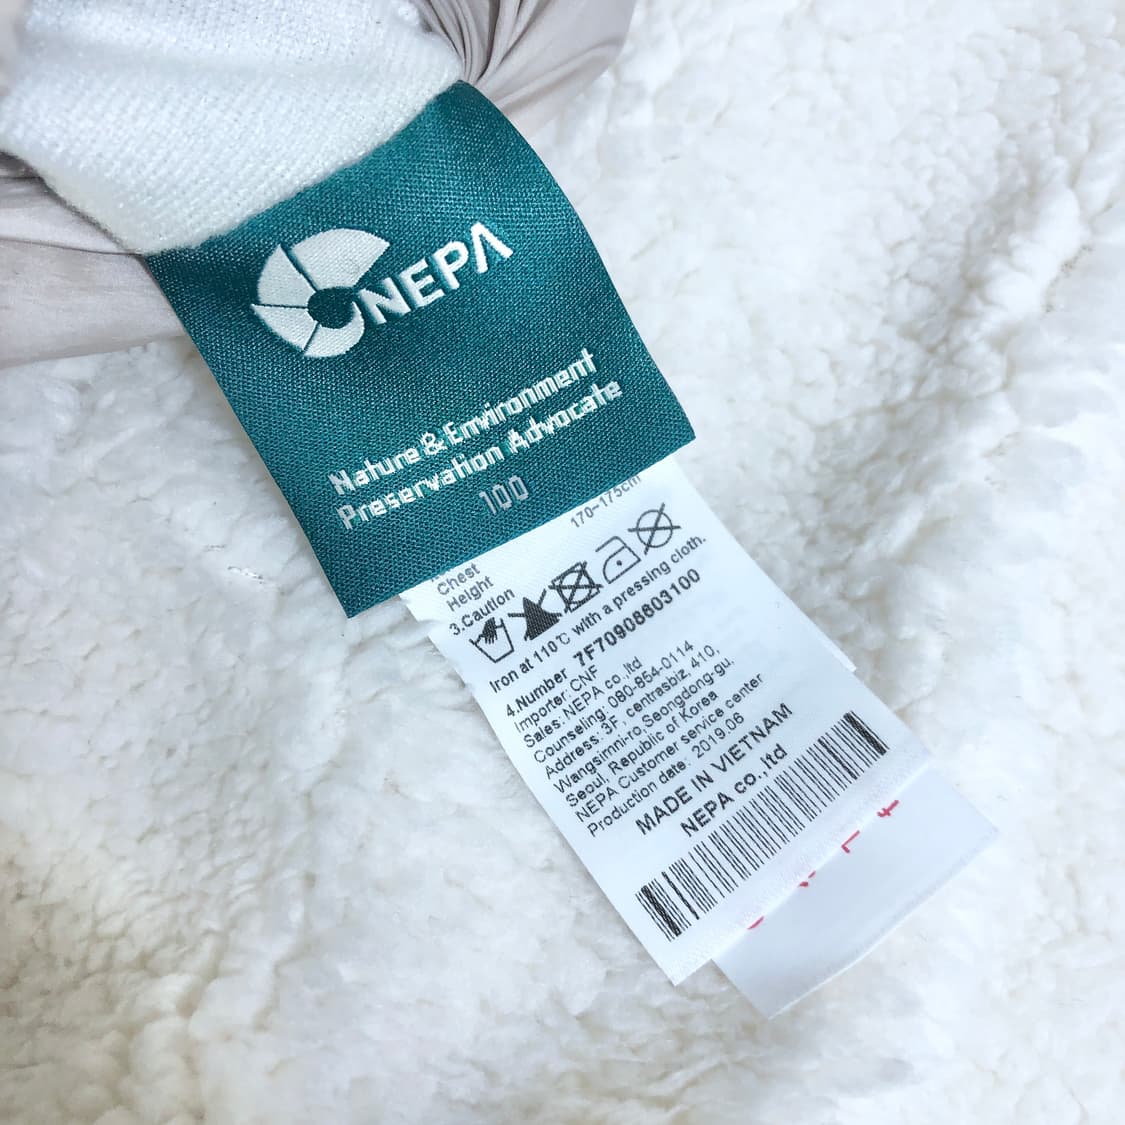 NEPA
Nature & Environment
Preservation Advocate
100
170-175cm
Chest
Height
3.Caution
Iron at 110℃ with a pressing cloth.
4.Number 7F70908603100
Importer: CNF
Sales: NEPA co.,ltd
Counseling: 080-854-0114
Address: 3F, centrasbiz 410,
Wangsimni-ro,Seongdong-gu,
Seoul, Republic of Korea
NEPA Customer service center
Production date: 2019.06
MADE IN VIETNAM
NEPA co.,ltd